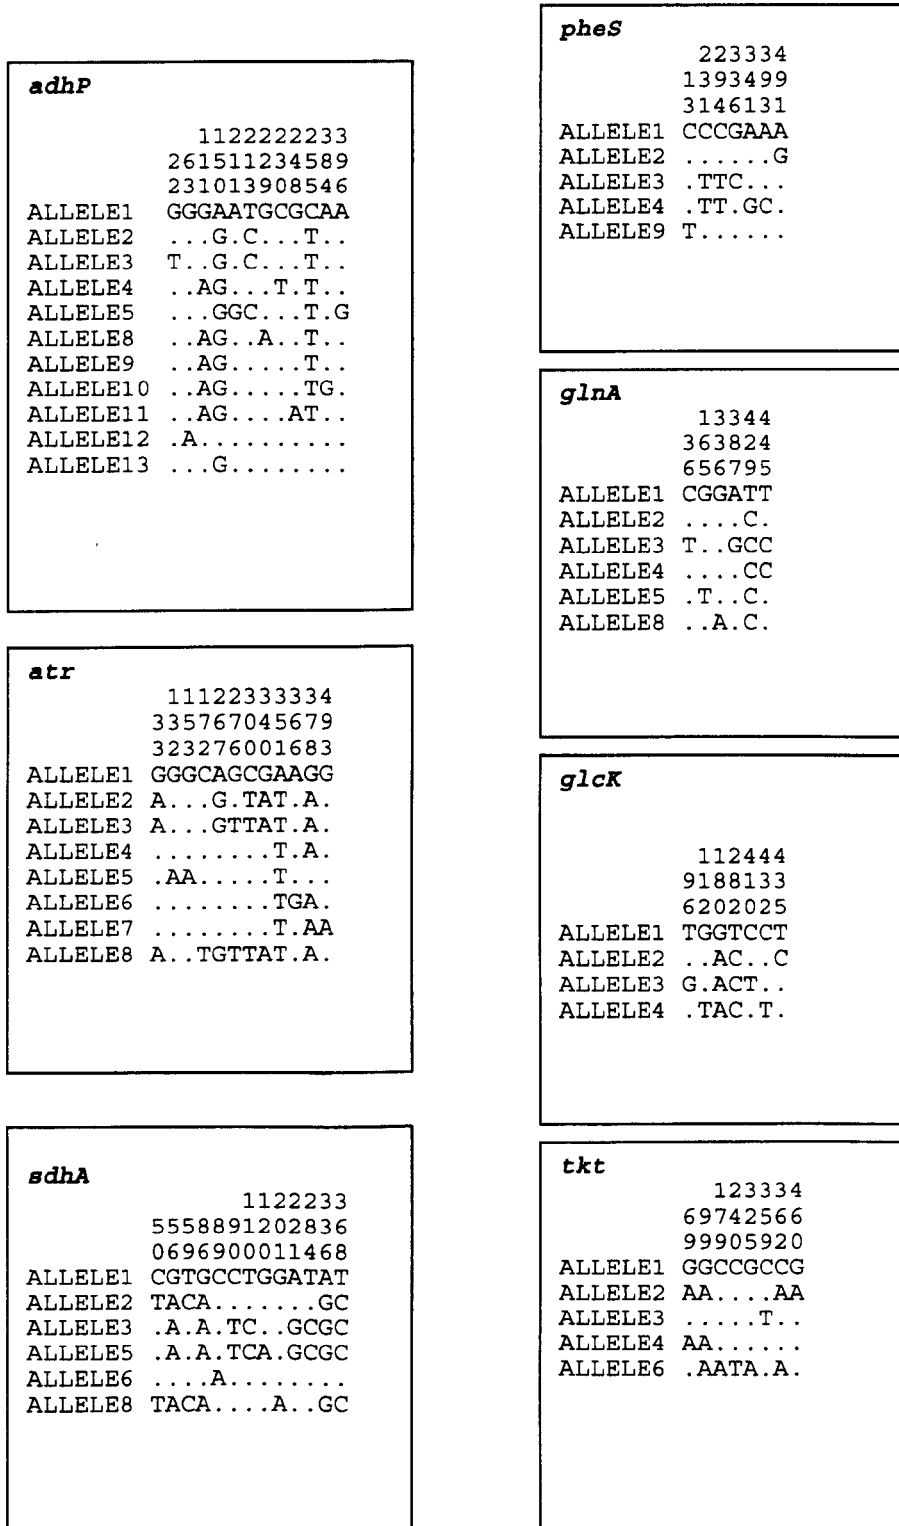 adhP
1122222233
261511234589
231013908546
ALLELE1 GGGAATGCGCAA
ALLELE2 ...G.C...T..
ALLELE3 T..G.C...T..
ALLELE4 ..AG...T.T..
ALLELE5 ...GGC...T.G
ALLELE8 ..AG..A..T..
ALLELE9 ..AG.....T..
ALLELE10 ..AG.....TG.
ALLELE11 ..AG....AT..
ALLELE12 .A..........
ALLELE13 ...G........
atr
11122333334
335767045679
323276001683
ALLELE1 GGGCAGCGAAGG
ALLELE2 A...G.TAT.A.
ALLELE3 A...GTTAT.A.
ALLELE4 ........T.A.
ALLELE5 .AA.....T...
ALLELE6 ........TGA.
ALLELE7 ........T.AA
ALLELE8 A..TGTTAT.A.
sdhA
1122233
5558891202836
0696900011468
ALLELE1 CGTGCCTGGATAT
ALLELE2 TACA.......GC
ALLELE3 .A.A.TC..GCGC
ALLELE5 .A.A.TCA.GCGC
ALLELE6 ....A........
ALLELE8 TACA....A..GC
pheS
223334
1393499
3146131
ALLELE1 CCCGAAA
ALLELE2 ......G
ALLELE3 .TTC...
ALLELE4 .TT.GC.
ALLELE9 T......
glnA
13344
363824
656795
ALLELE1 CGGATT
ALLELE2 ....C.
ALLELE3 T..GCC
ALLELE4 ....CC
ALLELE5 .T..C.
ALLELE8 ..A.C.
glcK
112444
9188133
6202025
ALLELE1 TGGTCCT
ALLELE2 ..AC..C
ALLELE3 G.ACT..
ALLELE4 .TAC.T.
tkt
123334
69742566
99905920
ALLELE1 GGCCGCCG
ALLELE2 AA....AA
ALLELE3 .....T..
ALLELE4 AA......
ALLELE6 .AATA.A.